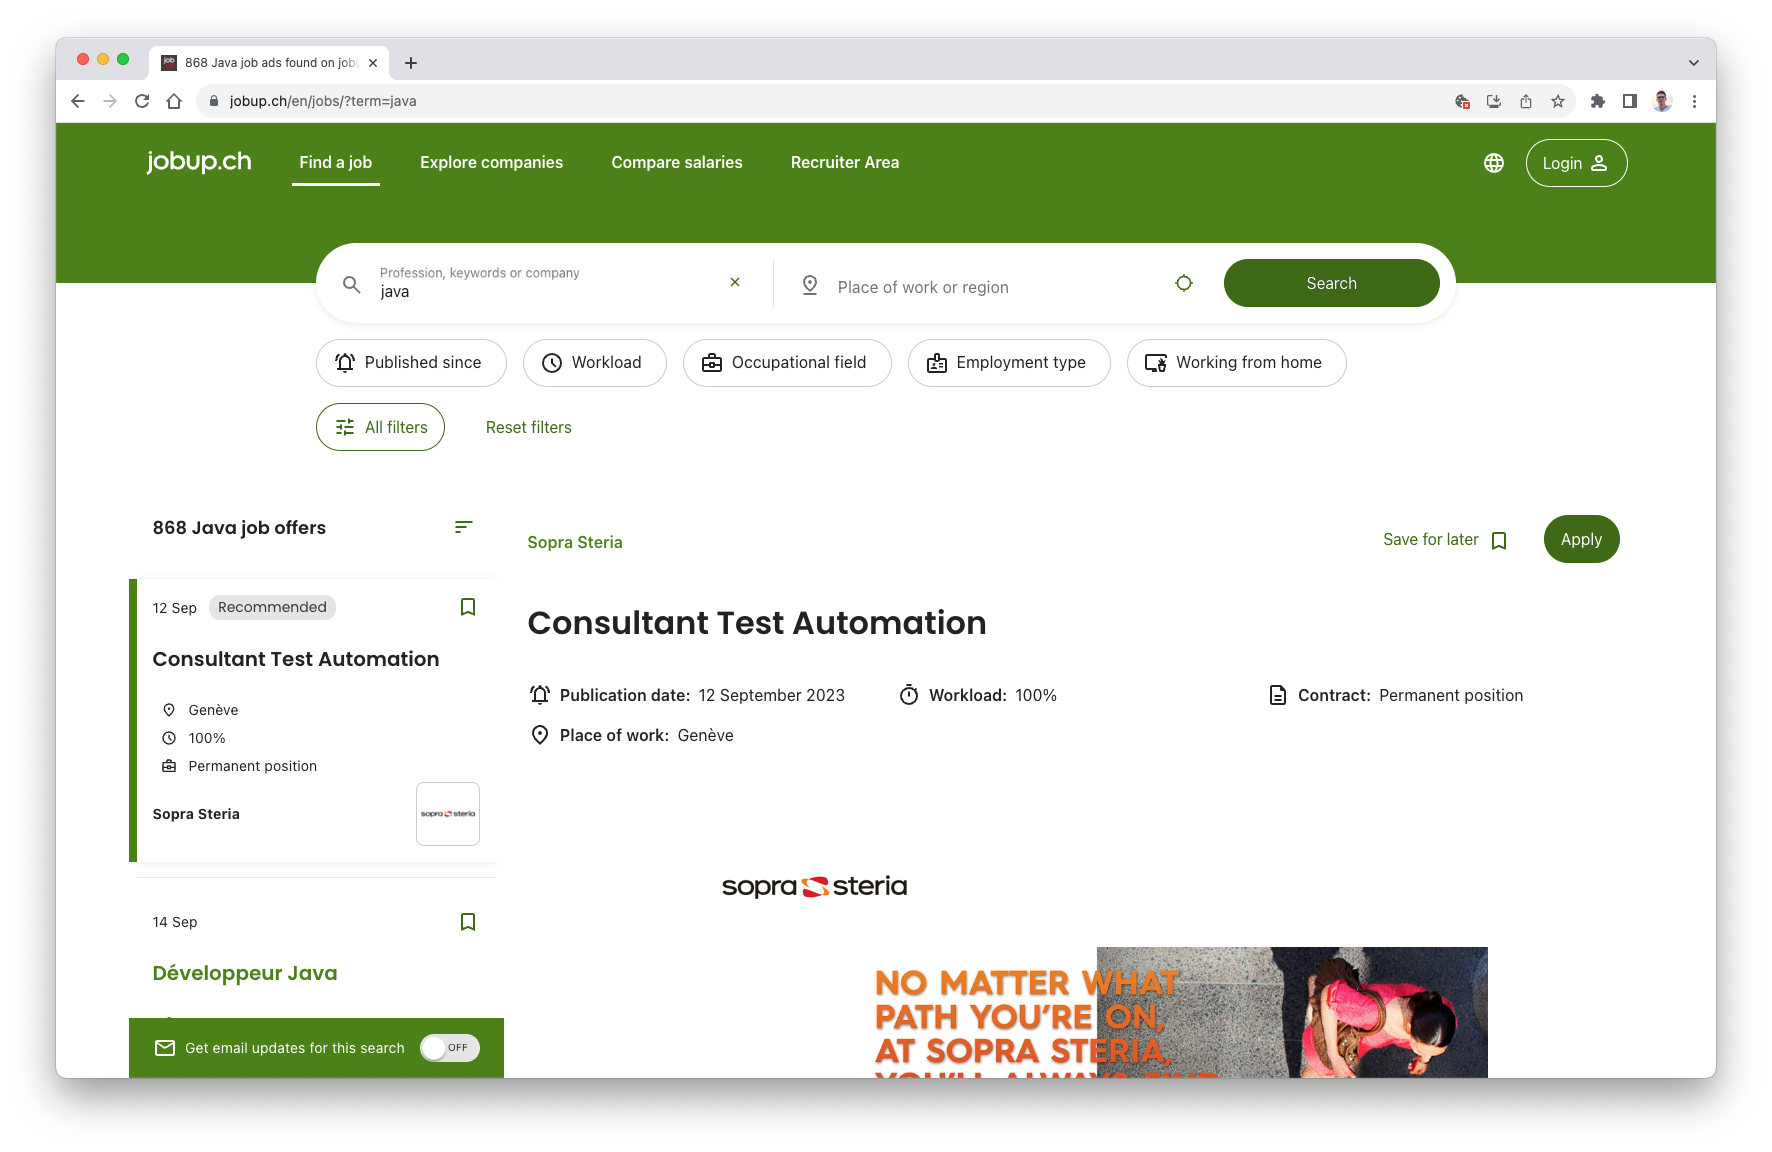 868 Java job ads found on jobu
jobup.ch/en/jobs/?term=java
jobup.ch
Find a job
Explore companies
Compare salaries
Recruiter Area
Login
Profession, keywords or company
java
Place of work or region
Search
Published since
Workload
Occupational field
Employment type
Working from home
All filters
Reset filters
868 Java job offers
12 Sep
Recommended
Consultant Test Automation
Genève
100%
Permanent position
Sopra Steria
sopra steria
14 Sep
Développeur Java
Get email updates for this search
OFF
Sopra Steria
Save for later
Apply
Consultant Test Automation
Publication date: 12 September 2023
Workload: 100%
Contract: Permanent position
Place of work: Genève
sopra steria
NO MATTER WHAT
PATH YOU'RE ON,
AT SOPRA STERIA,
YOU'LL ALWAYS FIND